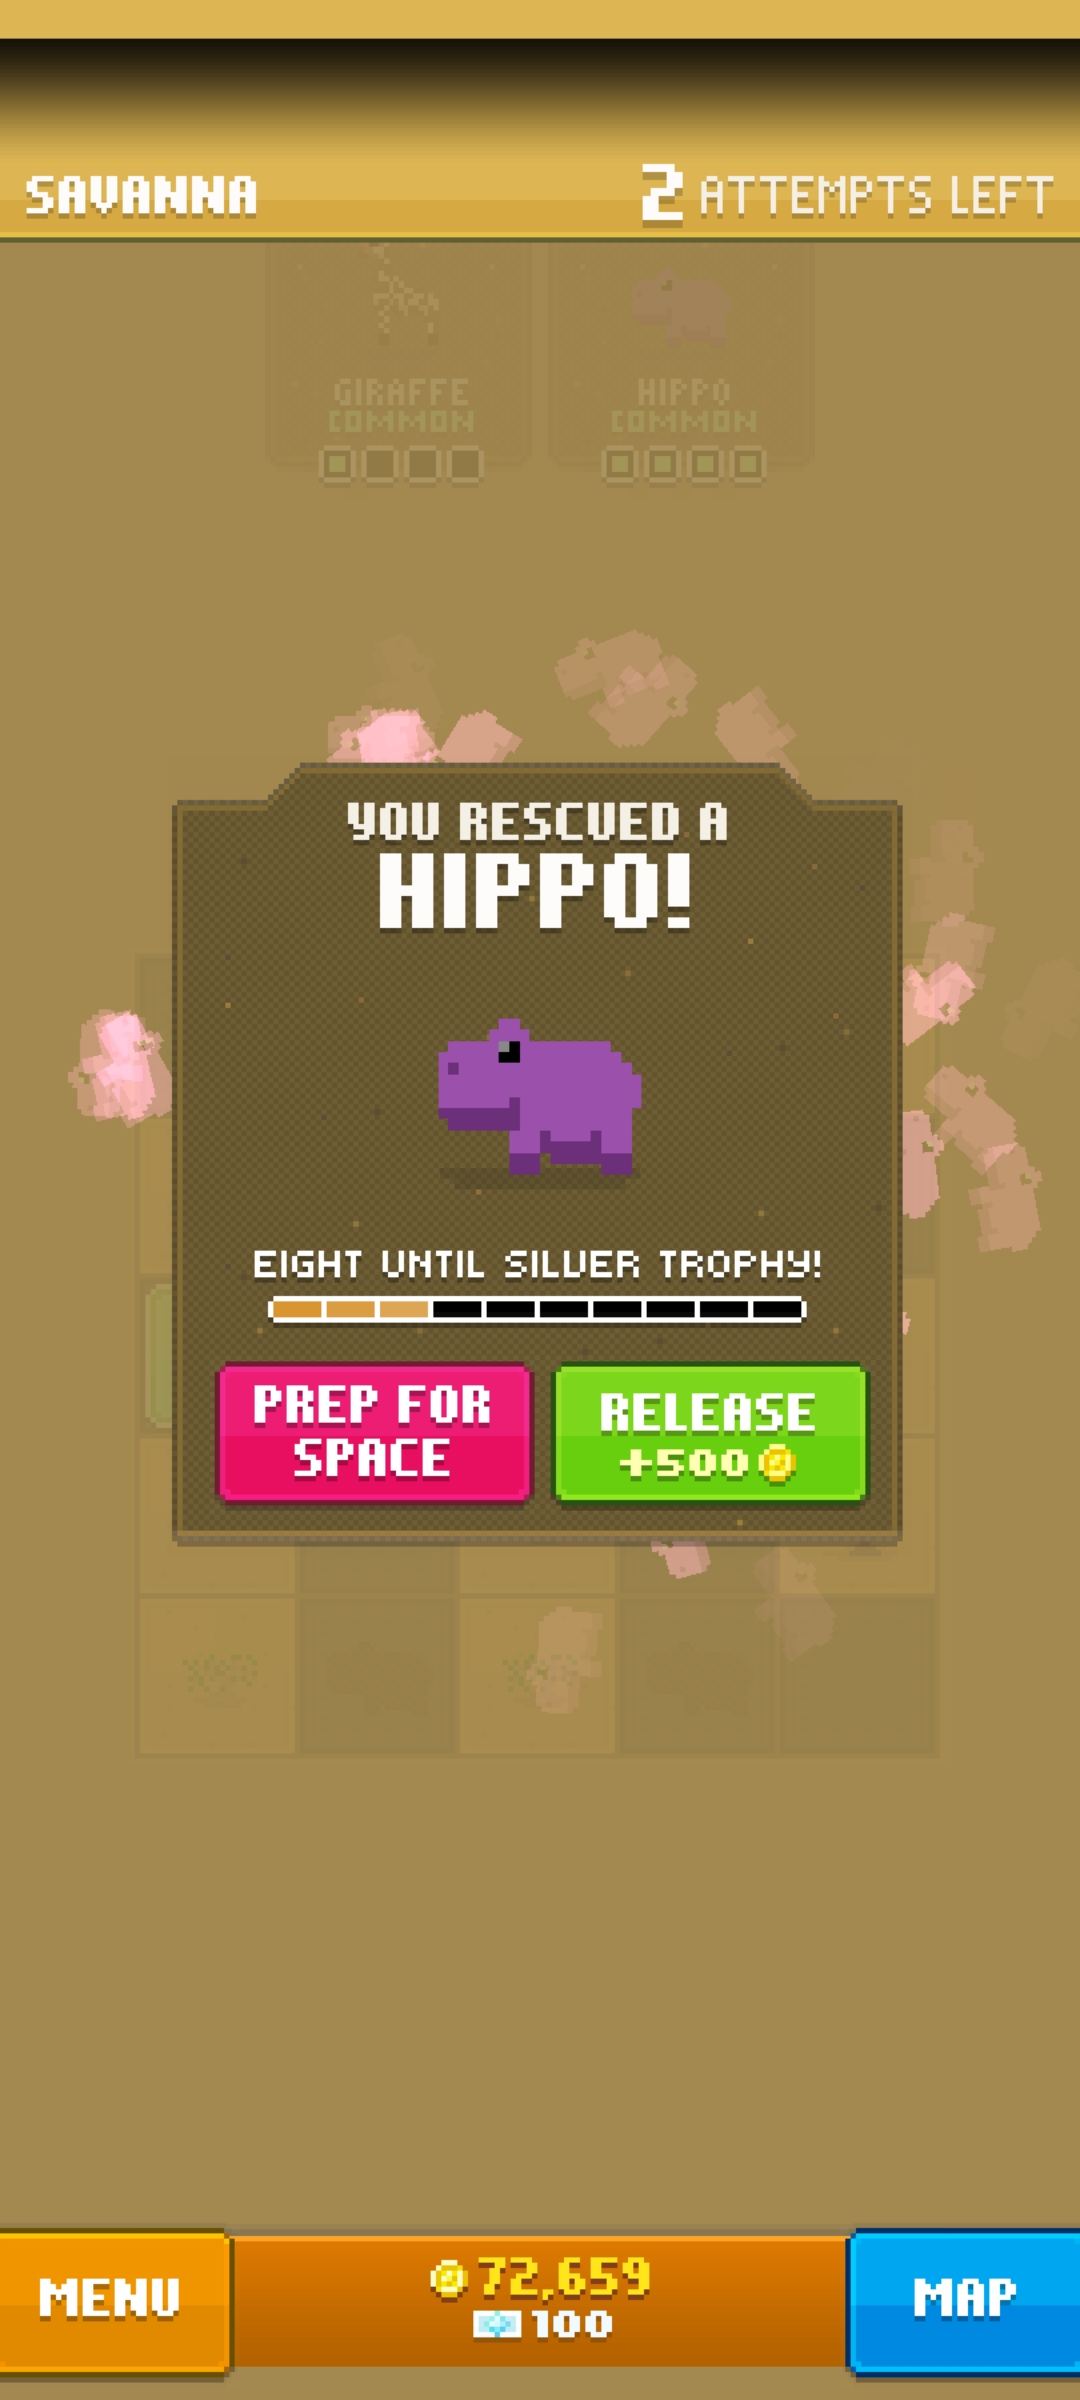 SAVANNA
2 ATTEMPTS LEFT
GIRAFFE
COMMON
HIPPO
COMMON
YOU RESCUED A
HIPPO!
EIGHT UNTIL SILVER TROPHY!
PREP FOR
SPACE
RELEASE
+500
MENU
72,659
100
MAP